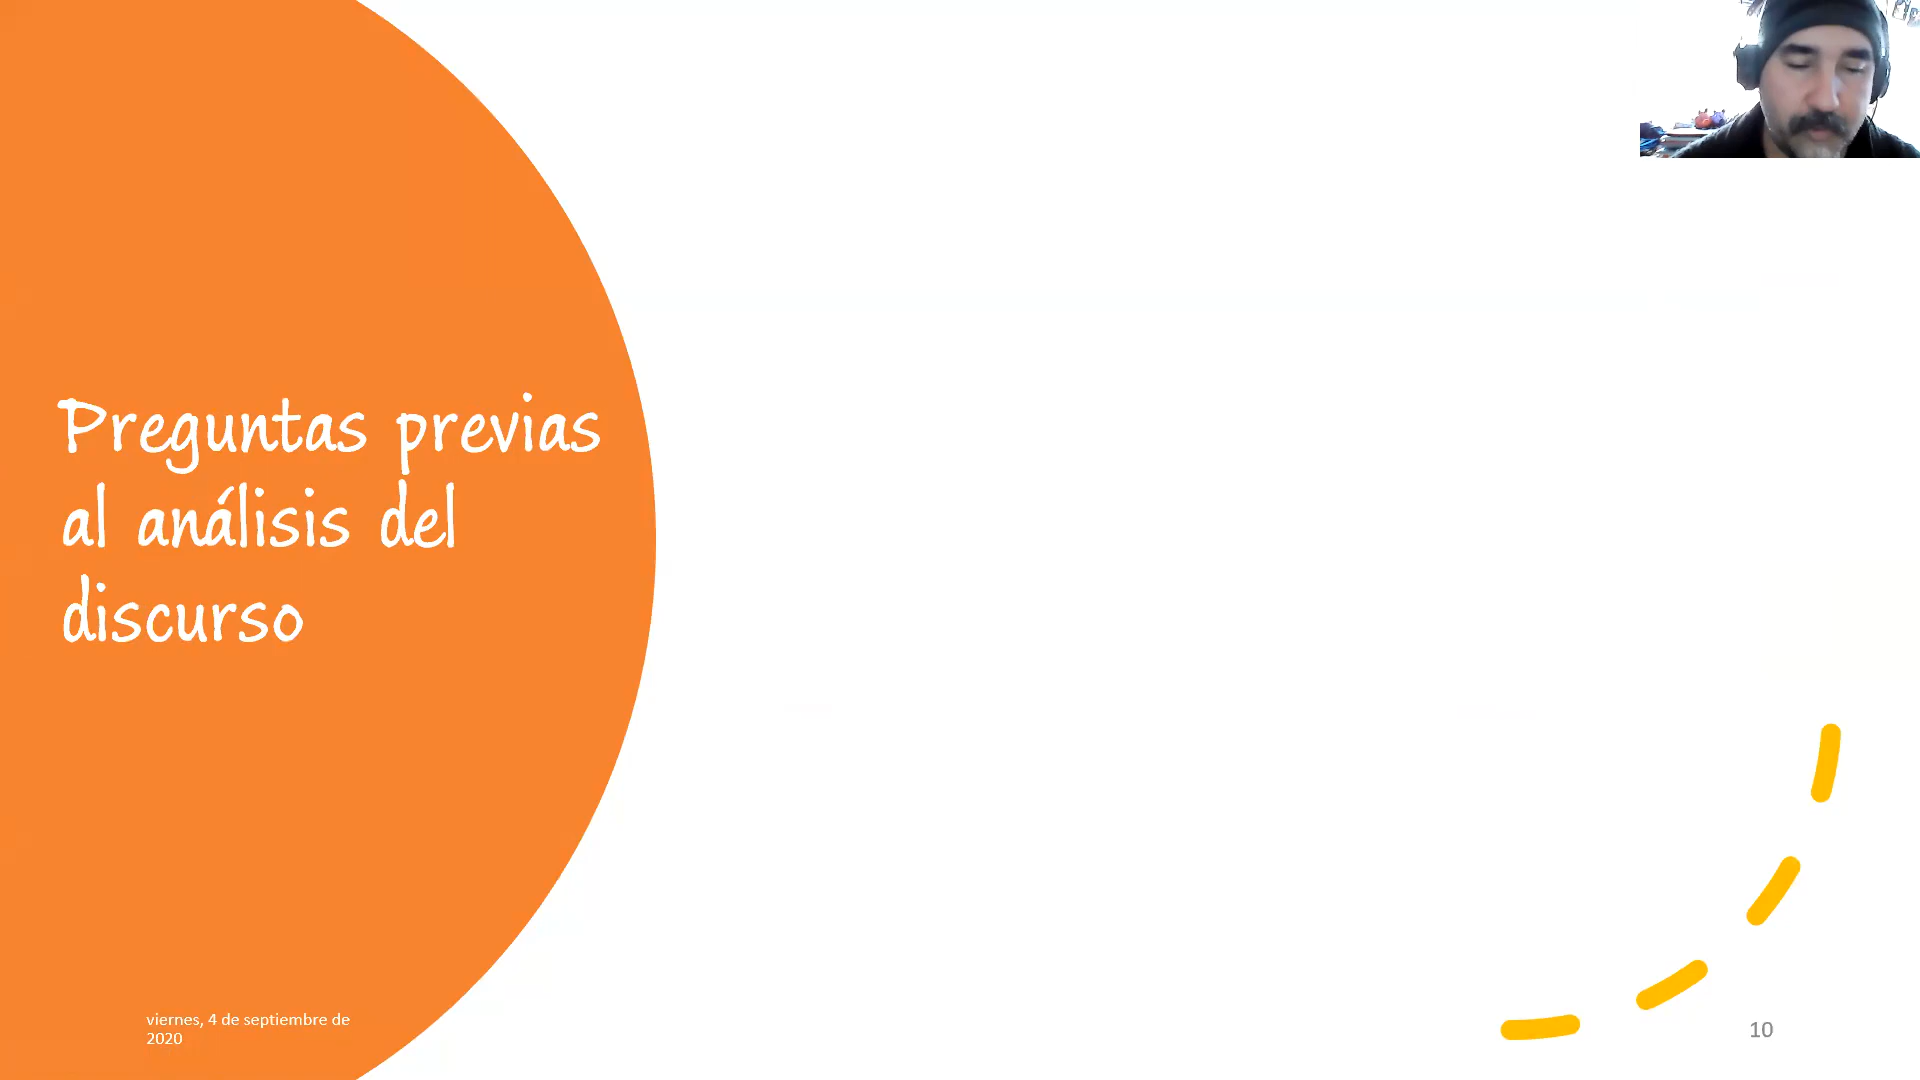 Preguntas previas
al análisis del
discurso
viernes, 4 de septiembre de
2020
10